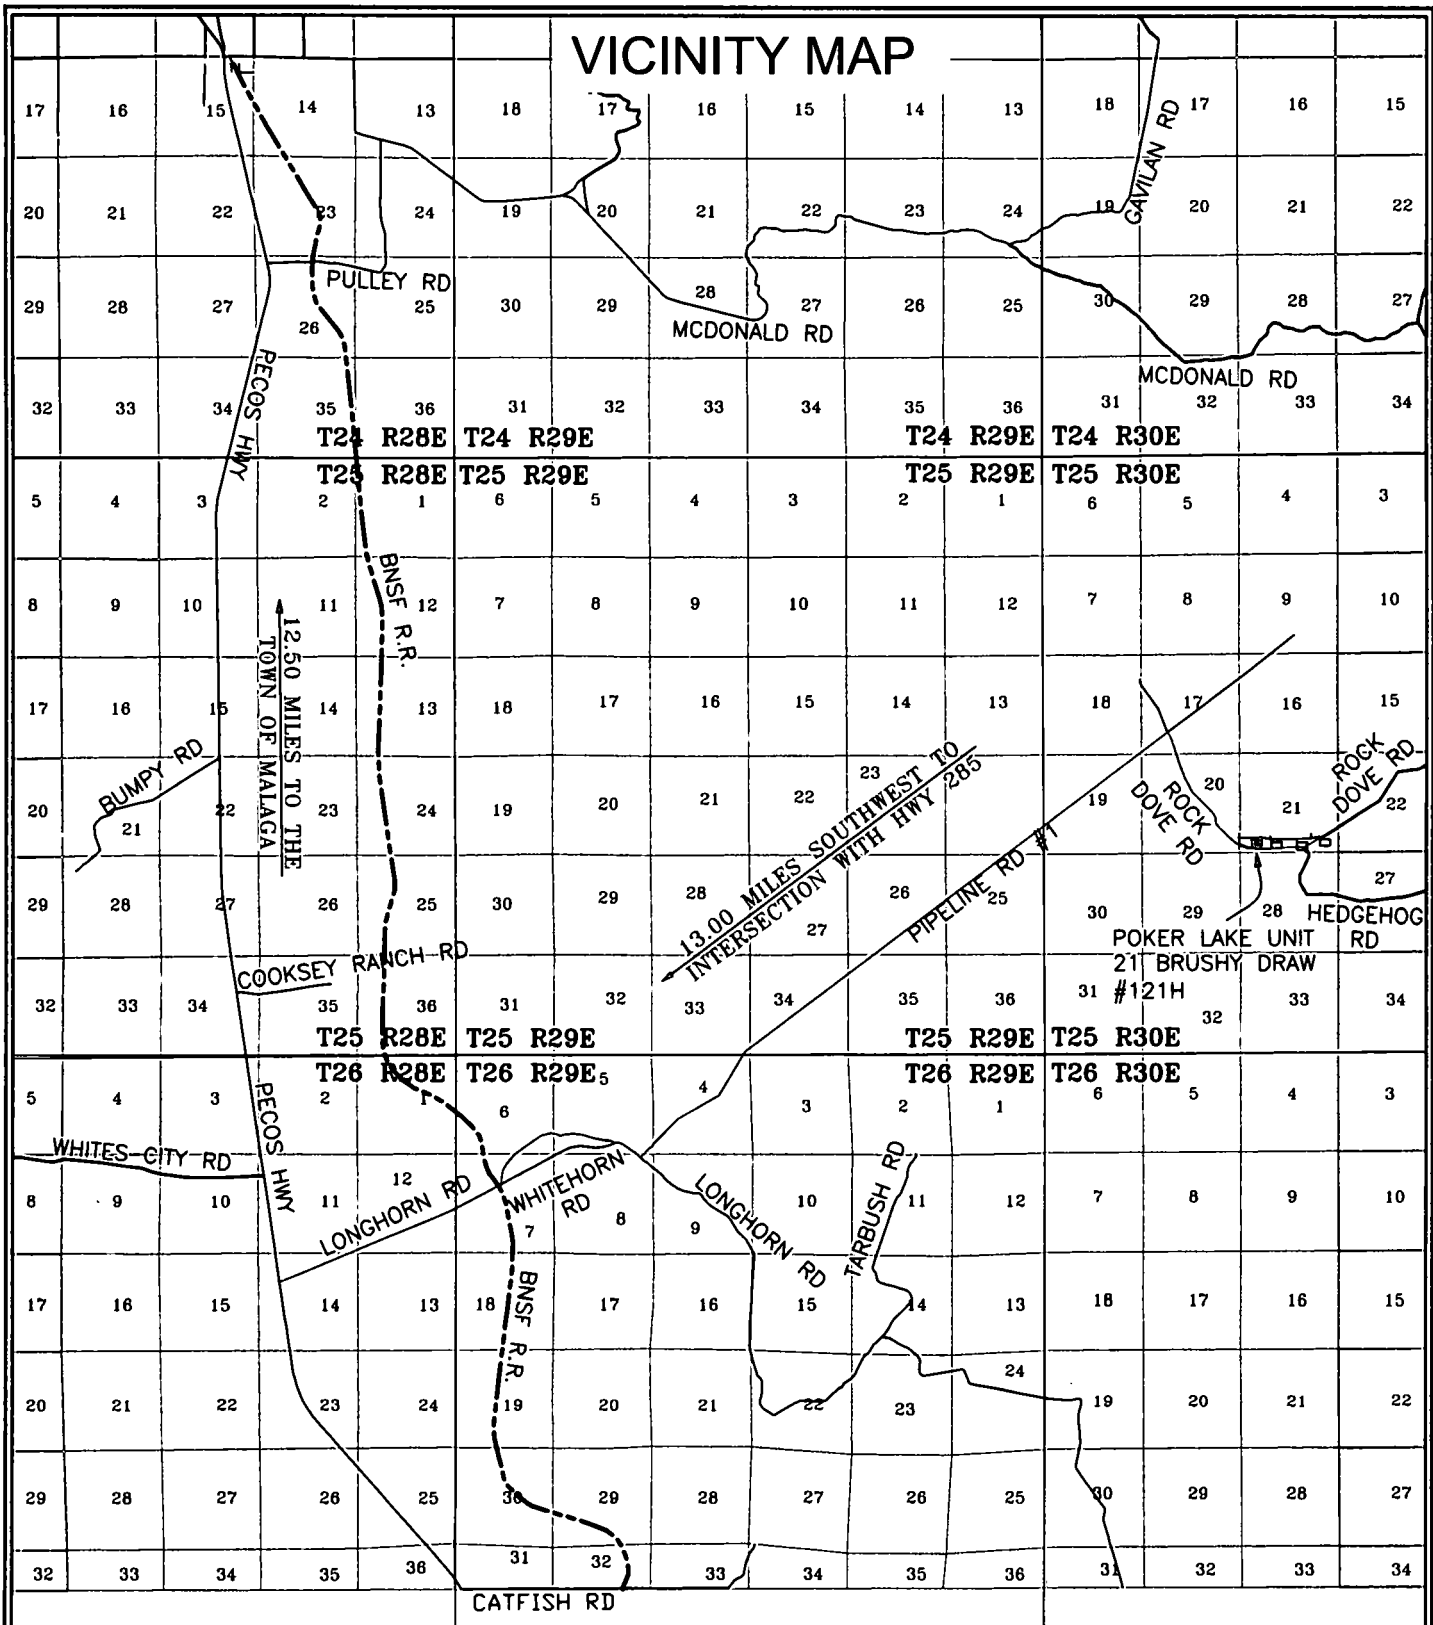 VICINITY MAP
17 16 15 14 13 18 17 16 15 14 13 18 17 16 15
GAVILAN RD
20 21 22 23 24 19 20 21 22 23 24 19 20 21 22
PULLEY RD
29 28 27 26 25 30 29 28 27 26 25 30 29 28 27
MCDONALD RD
MCDONALD RD
PECOS HWY
32 33 34 35 36 31 32 33 34 35 36 31 32 33 34
T24 R28E T24 R29E T24 R29E T24 R30E
T25 R28E T25 R29E T25 R29E T25 R30E
5 4 3 2 1 6 5 4 3 2 1 6 5 4 3
BNSF R.R.
8 9 10 11 12 7 8 9 10 11 12 7 8 9 10
12.50 MILES TO THE
TOWN OF MALAGA
17 16 15 14 13 18 17 16 15 14 13 18 17 16 15
BUMPY RD
13.00 MILES SOUTHWEST TO
INTERSECTION WITH HWY 285
ROCK
DOVE RD
ROCK
DOVE RD
20 21 22 23 24 19 20 21 22 23 19 20 21 22
PIPELINE RD #1
29 28 27 26 25 30 29 28 27 26 25 30 29 28 27
HEDGEHOG
RD
POKER LAKE UNIT
21 BRUSHY DRAW
#121H
COOKSEY RANCH RD
32 33 34 35 36 31 32 33 34 35 36 31 32 33 34
T25 R28E T25 R29E T25 R29E T25 R30E
T26 R28E T26 R29E T26 R29E T26 R30E
5 4 3 2 1 6 5 4 3 2 1 6 5 4 3
PECOS HWY
WHITES CITY RD
LONGHORN RD
WHITEHORN
RD
LONGHORN RD
TARBUSH RD
8 9 10 11 12 7 8 9 10 11 12 7 8 9 10
BNSF R.R.
17 16 15 14 13 18 17 16 15 14 13 18 17 16 15
20 21 22 23 24 19 20 21 22 23 24 19 20 21 22
29 28 27 26 25 30 29 28 27 26 25 30 29 28 27
32 33 34 35 36 31 32 33 34 35 36 31 32 33 34
CATFISH RD